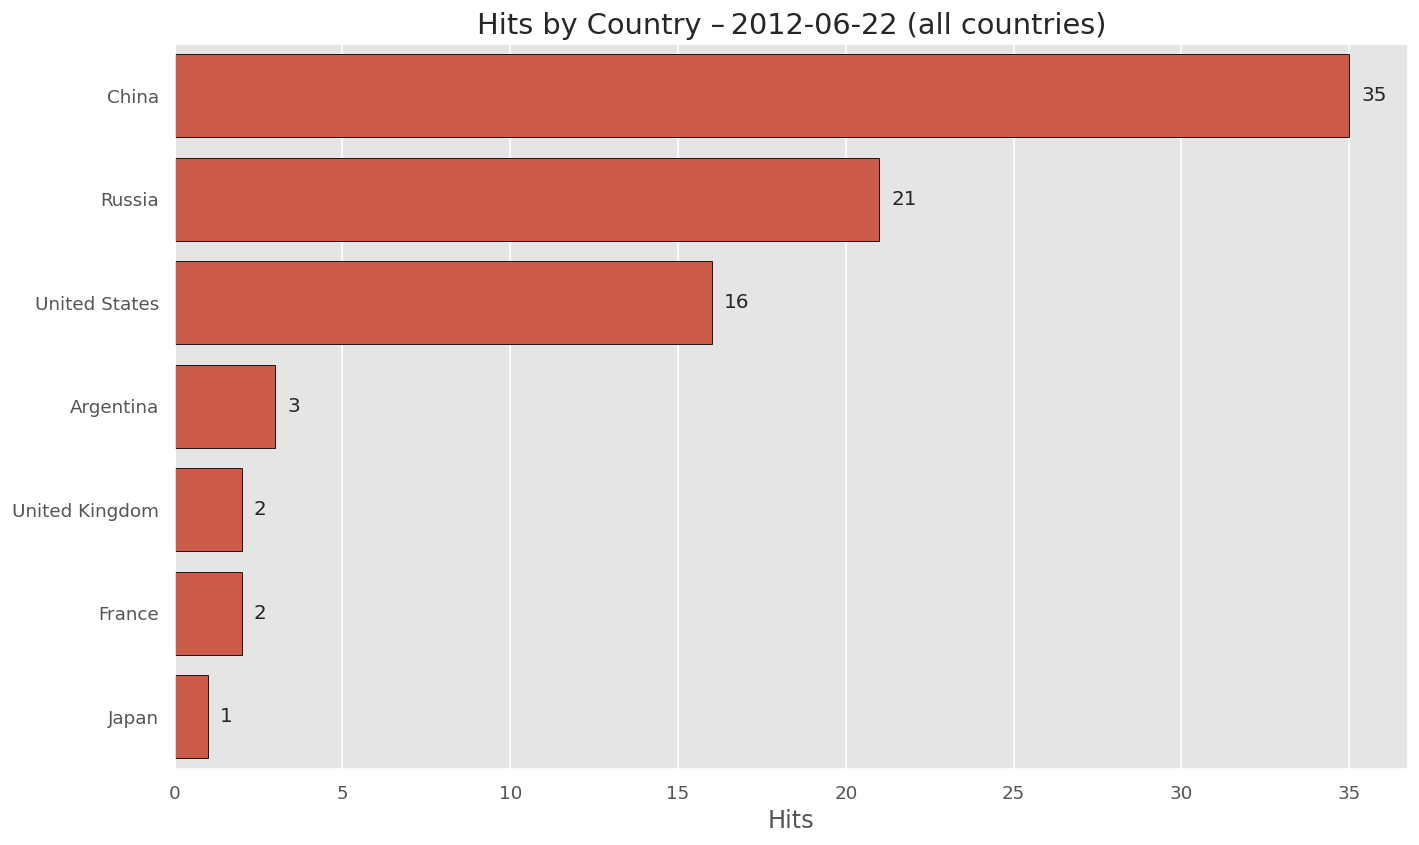 Hits by Country – 2012-06-22 (all countries)
China
35
Russia
21
United States
16
Argentina
3
United Kingdom
2
France
2
Japan
1
0 5 10 15 20 25 30 35
Hits